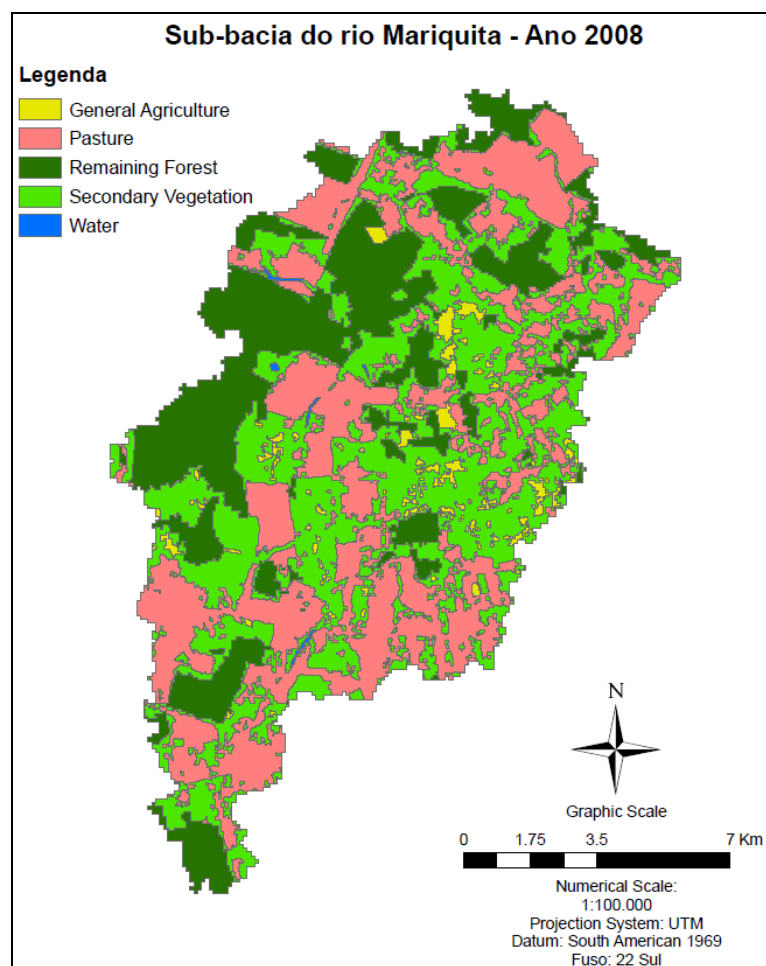 Sub-bacia do rio Mariquita - Ano 2008
Legenda
General Agriculture
Pasture
Remaining Forest
Secondary Vegetation
Water
N
Graphic Scale
0 1.75 3.5 7 Km
Numerical Scale:
1:100.000
Projection System: UTM
Datum: South American 1969
Fuso: 22 Sul